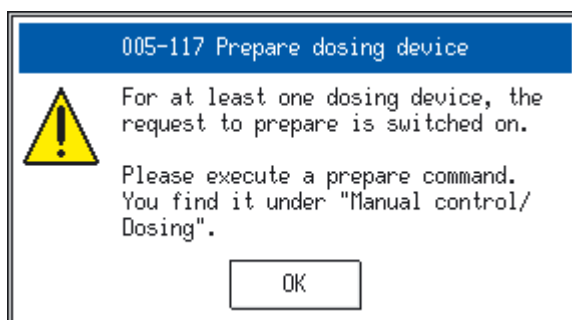 005-117 Prepare dosing device
For at least one dosing device, the
request to prepare is switched on.
Please execute a prepare command.
You find it under "Manual control/
Dosing".
OK